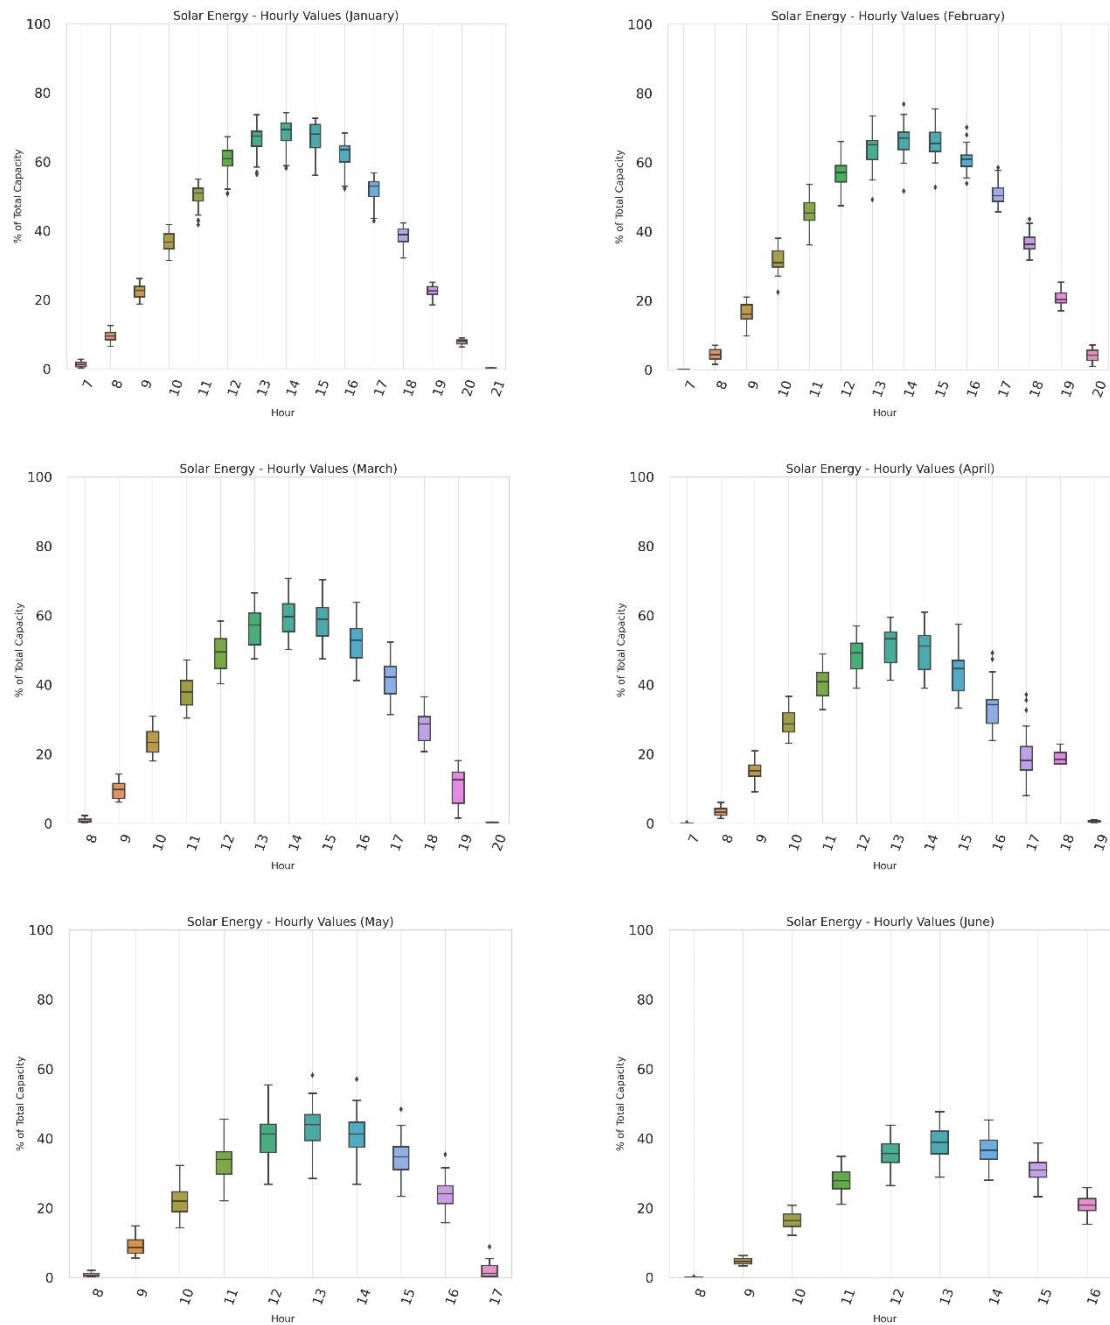 Solar Energy - Hourly Values (January)
100
80
60
40
20
0
% of Total Capacity
7 8 9 10 11 12 13 14 15 16 17 18 19 20 21
Hour
Solar Energy - Hourly Values (February)
100
80
60
40
20
0
% of Total Capacity
7 8 9 10 11 12 13 14 15 16 17 18 19 20
Hour
Solar Energy - Hourly Values (March)
100
80
60
40
20
0
% of Total Capacity
8 9 10 11 12 13 14 15 16 17 18 19 20
Hour
Solar Energy - Hourly Values (April)
100
80
60
40
20
0
% of Total Capacity
7 8 9 10 11 12 13 14 15 16 17 18 19
Hour
Solar Energy - Hourly Values (May)
100
80
60
40
20
0
% of Total Capacity
8 9 10 11 12 13 14 15 16 17
Hour
Solar Energy - Hourly Values (June)
100
80
60
40
20
0
% of Total Capacity
8 9 10 11 12 13 14 15 16
Hour